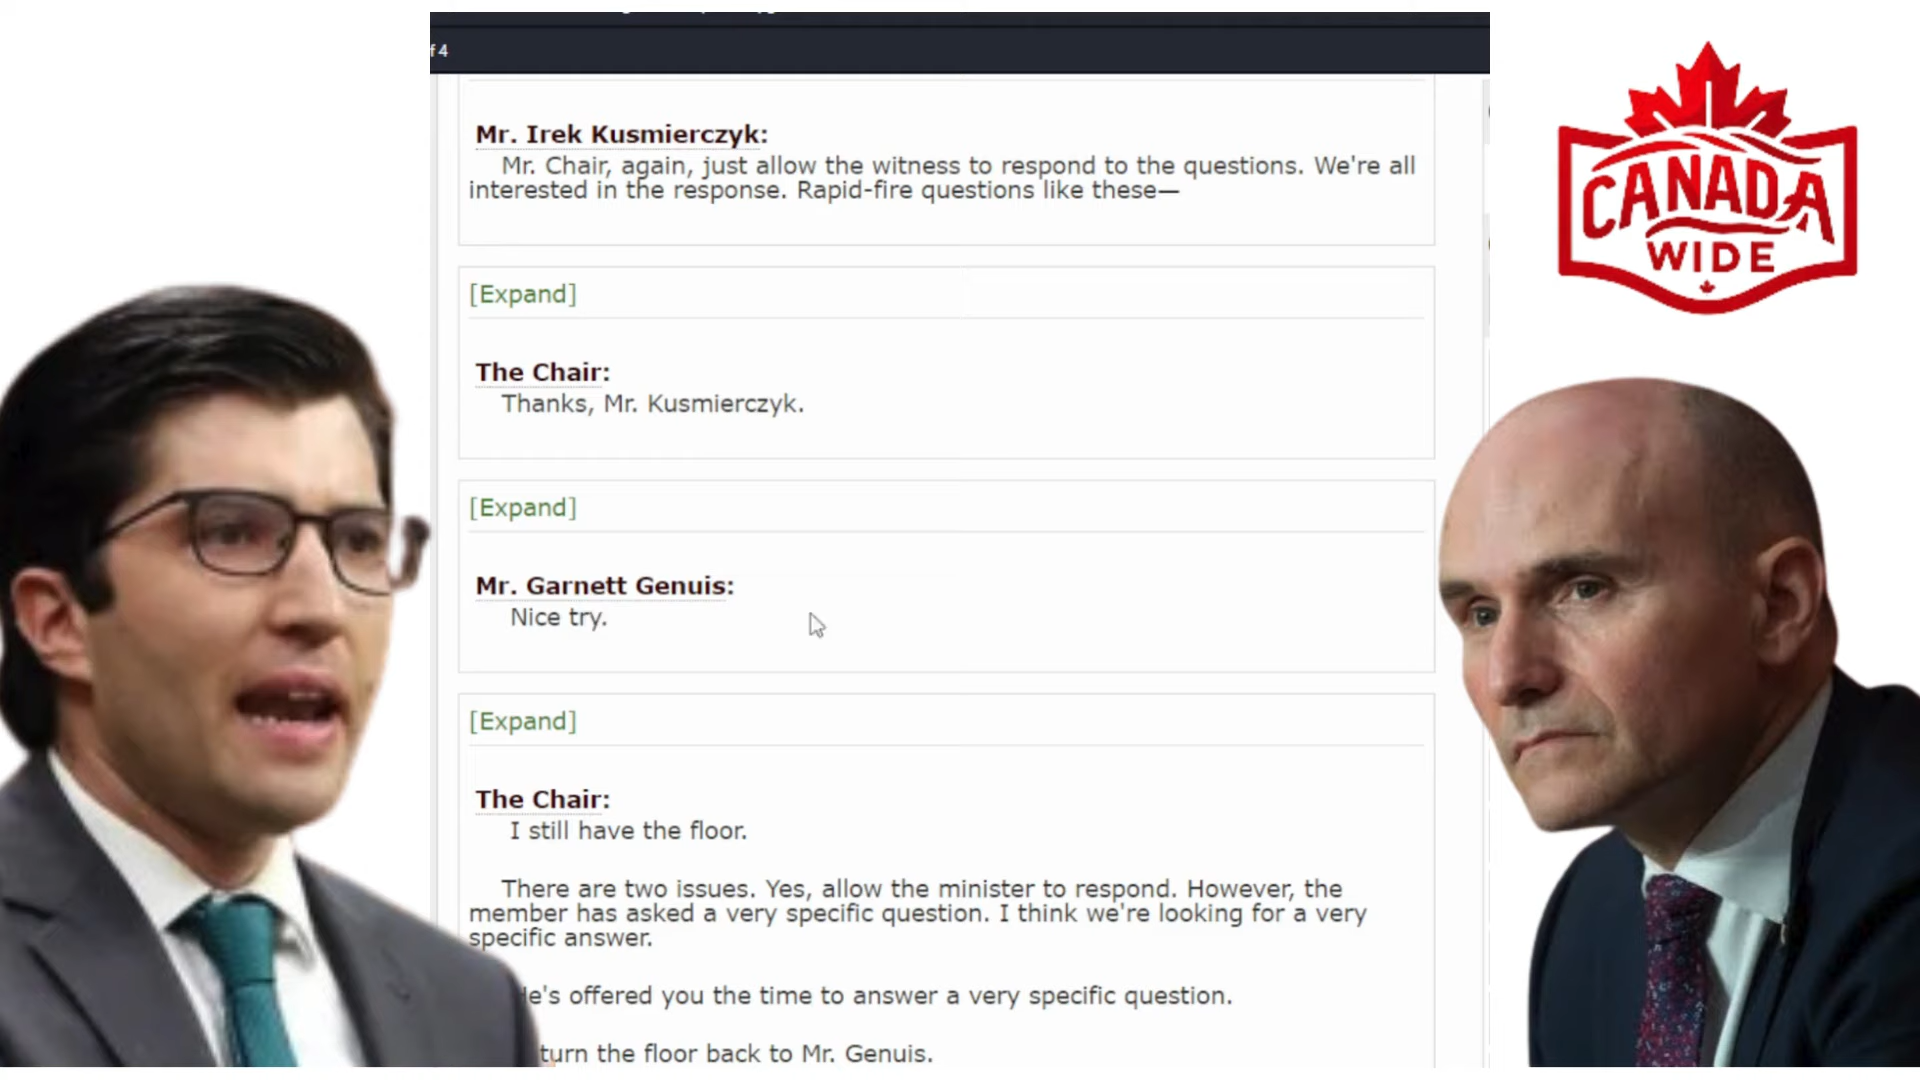 f 4
Mr. Irek Kusmierczyk:
Mr. Chair, again, just allow the witness to respond to the questions. We're all
interested in the response. Rapid-fire questions like these—
[Expand]
The Chair:
Thanks, Mr. Kusmierczyk.
[Expand]
Mr. Garnett Genuis:
Nice try.
[Expand]
The Chair:
I still have the floor.
There are two issues. Yes, allow the minister to respond. However, the
member has asked a very specific question. I think we're looking for a very
specific answer.
He's offered you the time to answer a very specific question.
turn the floor back to Mr. Genuis.
CANADA
WIDE